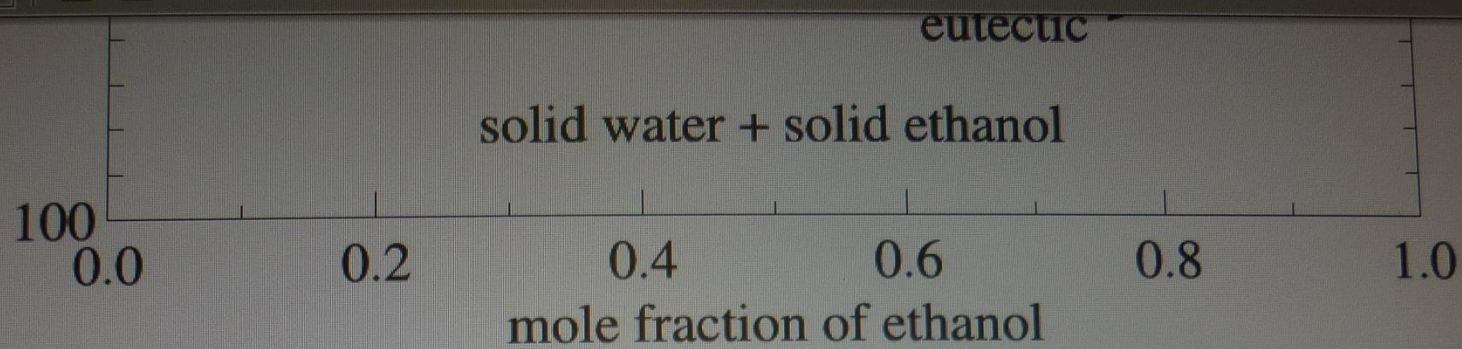 eutectic
solid water + solid ethanol
100
0.0 0.2 0.4 0.6 0.8 1.0
mole fraction of ethanol